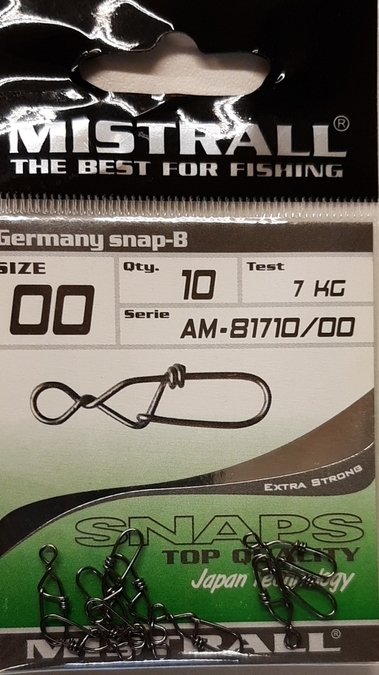 MISTRALL®
THE BEST FOR FISHING
Germany snap-B
SIZE
00
Qty.
10
Test
7 KG
Serie
AM-81710/00
EXTRA STRONG
SNAPS
TOP QUALITY
Japan Technology
MISTRALL®